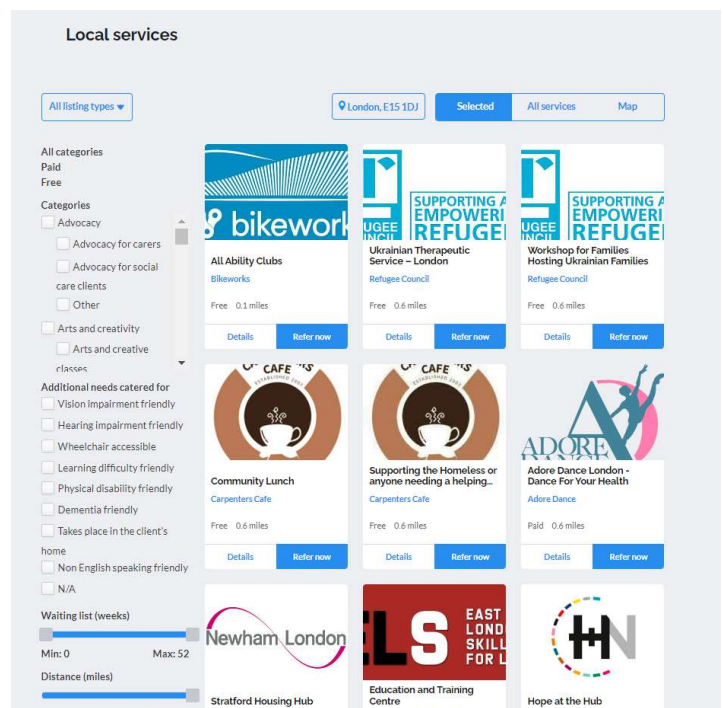 Local services
All listing types
London, E15 1DJ
Selected
All services
Map
All categories
Paid
Free
Categories
Advocacy
Advocacy for carers
Advocacy for social
care clients
Other
Arts and creativity
Arts and creative
classes
Additional needs catered for
Vision impairment friendly
Hearing impairment friendly
Wheelchair accessible
Learning difficulty friendly
Physical disability friendly
Dementia friendly
Takes place in the client's
home
Non English speaking friendly
N/A
Waiting list (weeks)
Min: 0
Max: 52
Distance (miles)
bikework
All Ability Clubs
Bikeworks
Free 0.1 miles
Details
Refer now
SUPPORTING A
EMPOWERI
REFUGE
UGEE
NCIL
Ukrainian Therapeutic
Service – London
Refugee Council
Free 0.6 miles
Details
Refer now
SUPPORTING A
EMPOWERI
REFUGE
UGEE
NCIL
Workshop for Families
Hosting Ukrainian Families
Refugee Council
Free 0.6 miles
Details
Refer now
CAFE
ESTABLISHED 2007
Community Lunch
Carpenters Cafe
Free 0.6 miles
Details
Refer now
CAFE
ESTABLISHED 2007
Supporting the Homeless or
anyone needing a helping...
Carpenters Cafe
Free 0.6 miles
Details
Refer now
ADORE
DANCE
Adore Dance London -
Dance For Your Health
Adore Dance
Paid 0.6 miles
Details
Refer now
Newham London
Stratford Housing Hub
ELS
EAST
LOND
SKILL
FOR L
Education and Training
Centre
HN
Hope at the Hub